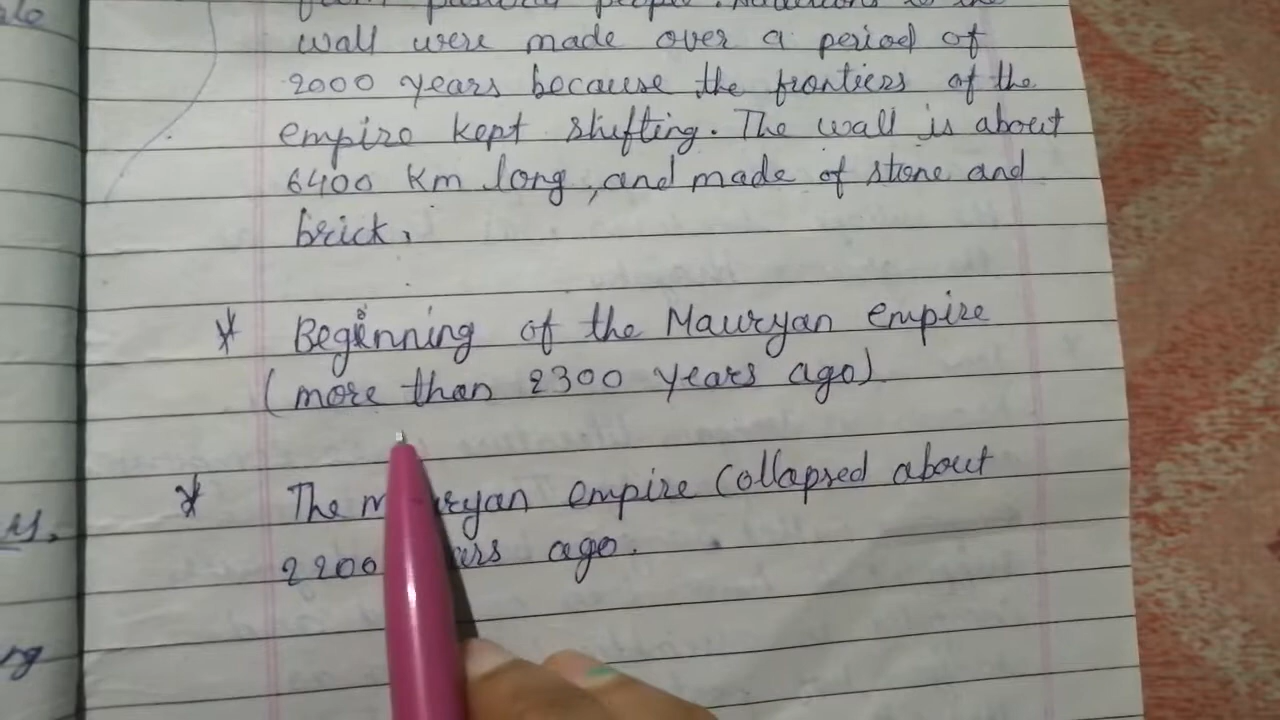 wall were made over a period of
2000 years because the frontiers of the
empire kept shifting. The wall is about
6400 Km long, and made of stone and
brick.
* Beginning of the Mauryan empire
(more than 2300 years ago)
* The Mauryan empire Collapsed about
2200 years ago.